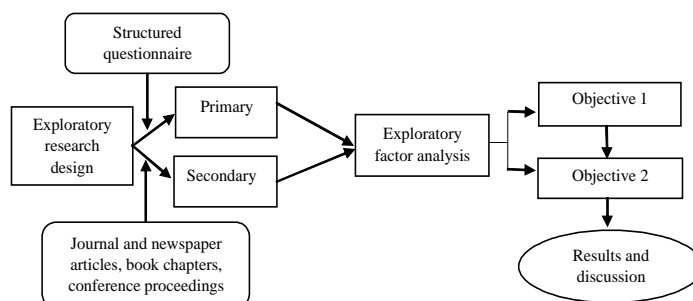 Structured
questionnaire
Exploratory
research
design
Primary
Secondary
Journal and newspaper
articles, book chapters,
conference proceedings
Exploratory
factor analysis
Objective 1
Objective 2
Results and
discussion